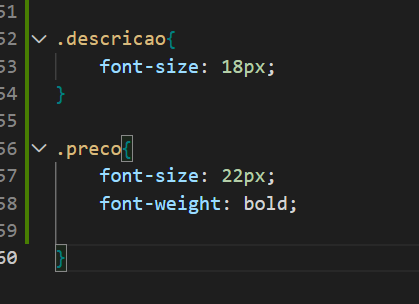 51
52 .descricao{
53 font-size: 18px;
54 }
55
56 .preco{
57 font-size: 22px;
58 font-weight: bold;
59
60 }